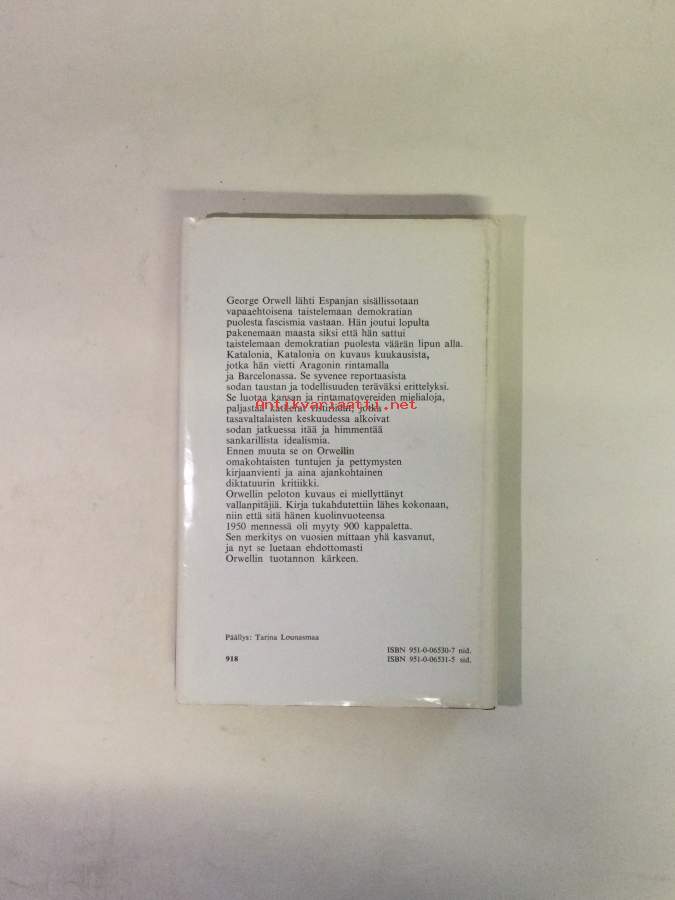 George Orwell lähti Espanjan sisällissotaan
vapaaehtoisena taistelemaan demokratian
puolesta fascismia vastaan. Hän joutui lopulta
pakenemaan maasta siksi että hän sattui
taistelemaan demokratian puolesta väärän lipun alla.
Katalonia, Katalonia on kuvaus kuukausista,
jotka hän vietti Aragonin rintamalla
ja Barcelonassa. Se syvenee reportaasista
sodan taustan ja todellisuuden teräväksi erittelyksi.
Se luotaa kansan ja rintamatovereiden mielialoja,
paljastaa katkerat jotka
Antikvariaatti.net
tasavaltalaisten keskuudessa alkoivat
sodan jatkuessa itää ja himmentää
sankarillista idealismia.
Ennen muuta se on Orwellin
omakohtaisten tuntujen ja pettymysten
kirjaanvienti ja aina ajankohtainen
diktatuurin kritiikki.
Orwellin peloton kuvaus ei miellyttänyt
vallanpitäjiä. Kirja tukahdutettiin lähes kokonaan,
niin että sitä hänen kuolinvuoteensa
1950 mennessä oli myyty 900 kappaletta.
Sen merkitys on vuosien mittaan yhä kasvanut,
ja nyt se luetaan ehdottomasti
Orwellin tuotannon kärkeen.
Päällys: Tarina Lounasmaa
918
ISBN 951-0-06530-7 nid.
ISBN 951-0-06531-5 sid.